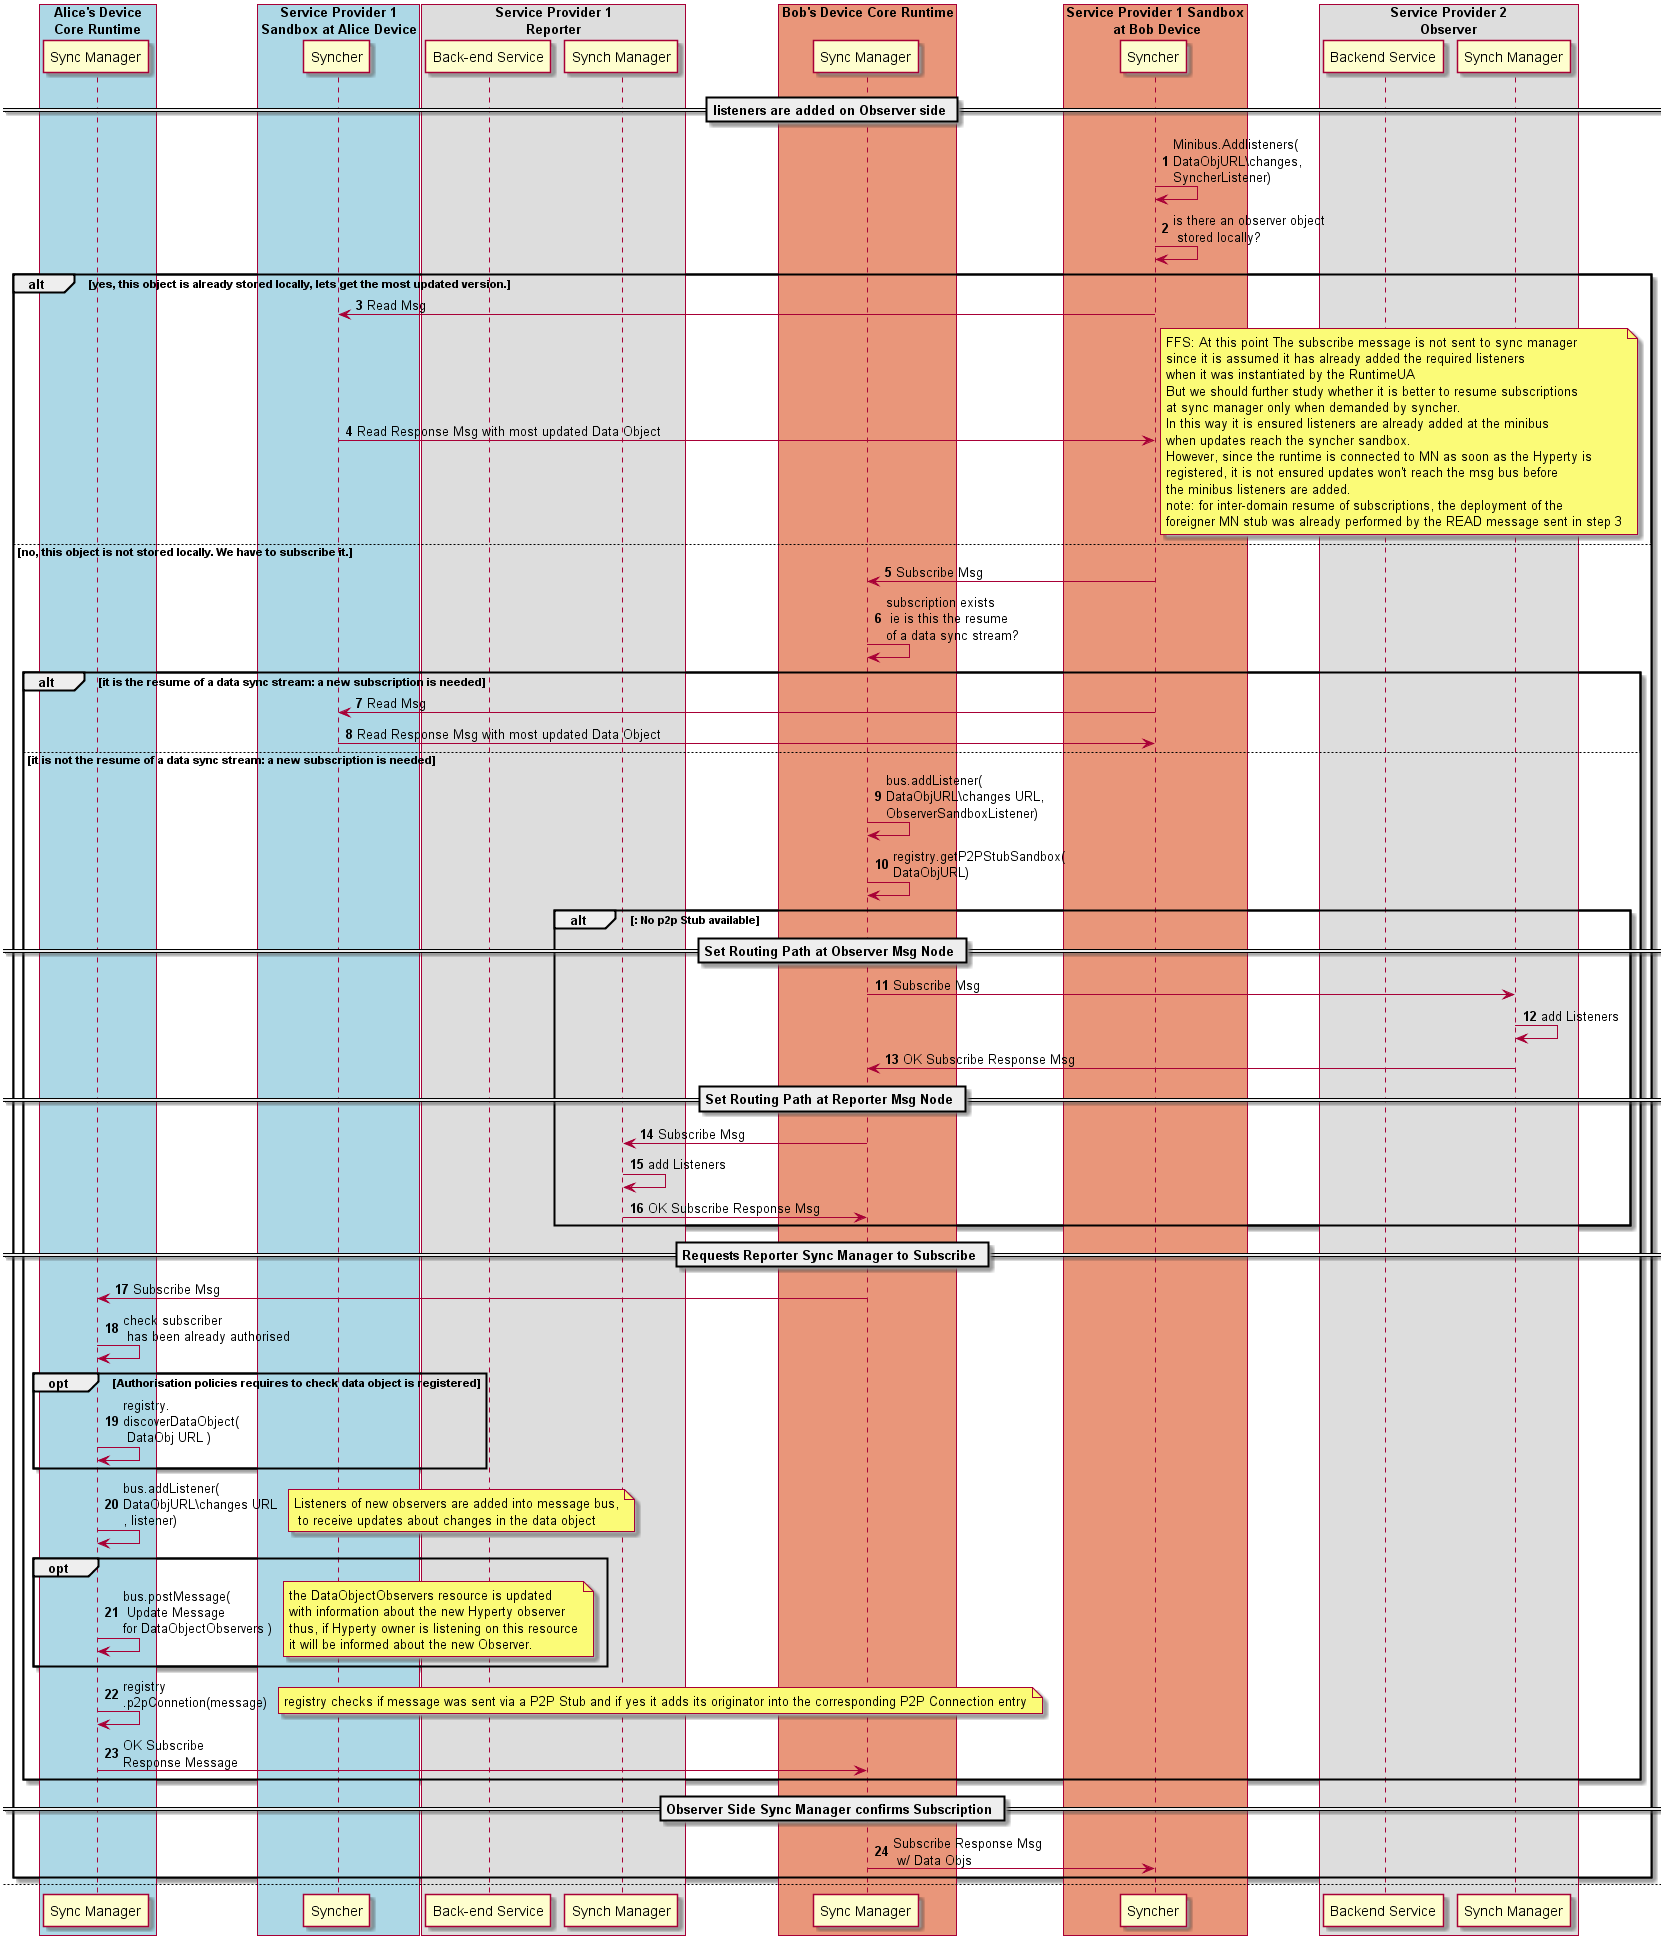 Alice's Device
Core Runtime
Service Provider 1
Sandbox at Alice Device
Service Provider 1
Reporter
Bob's Device Core Runtime
Service Provider 1 Sandbox
at Bob Device
Service Provider 2
Observer
Sync Manager
Syncher
Back-end Service
Synch Manager
Sync Manager
Syncher
Backend Service
Synch Manager
listeners are added on Observer side
Minibus.Addlisteners(
1 DataObjURL\changes,
SyncherListener)
2 is there an observer object
stored locally?
alt [yes, this object is already stored locally, lets get the most updated version.]
3 Read Msg
FFS: At this point The subscribe message is not sent to sync manager
since it is assumed it has already added the required listeners
when it was instantiated by the RuntimeUA
But we should further study whether it is better to resume subscriptions
at sync manager only when demanded by syncher.
In this way it is ensured listeners are already added at the minibus
when updates reach the syncher sandbox.
However, since the runtime is connected to MN as soon as the Hyperty is
registered, it is not ensured updates won't reach the msg bus before
the minibus listeners are added.
note: for inter-domain resume of subscriptions, the deployment of the
foreigner MN stub was already performed by the READ message sent in step 3
4 Read Response Msg with most updated Data Object
[no, this object is not stored locally. We have to subscribe it.]
5 Subscribe Msg
subscription exists
6 ie is this the resume
of a data sync stream?
alt [it is the resume of a data sync stream: a new subscription is needed]
7 Read Msg
8 Read Response Msg with most updated Data Object
[it is not the resume of a data sync stream: a new subscription is needed]
bus.addListener(
9 DataObjURL\changes URL,
ObserverSandboxListener)
10 registry.getP2PStubSandbox(
DataObjURL)
alt [: No p2p Stub available]
Set Routing Path at Observer Msg Node
11 Subscribe Msg
12 add Listeners
13 OK Subscribe Response Msg
Set Routing Path at Reporter Msg Node
14 Subscribe Msg
15 add Listeners
16 OK Subscribe Response Msg
Requests Reporter Sync Manager to Subscribe
17 Subscribe Msg
18 check subscriber
has been already authorised
opt [Authorisation policies requires to check data object is registered]
registry.
19 discoverDataObject(
DataObj URL )
bus.addListener(
20 DataObjURL\changes URL
, listener)
Listeners of new observers are added into message bus,
to receive updates about changes in the data object
opt
bus.postMessage(
21 Update Message
for DataObjectObservers )
the DataObjectObservers resource is updated
with information about the new Hyperty observer
thus, if Hyperty owner is listening on this resource
it will be informed about the new Observer.
22 registry
.p2pConnetion(message)
registry checks if message was sent via a P2P Stub and if yes it adds its originator into the corresponding P2P Connection entry
23 OK Subscribe
Response Message
Observer Side Sync Manager confirms Subscription
24 Subscribe Response Msg
w/ Data Objs
Sync Manager
Syncher
Back-end Service
Synch Manager
Sync Manager
Syncher
Backend Service
Synch Manager